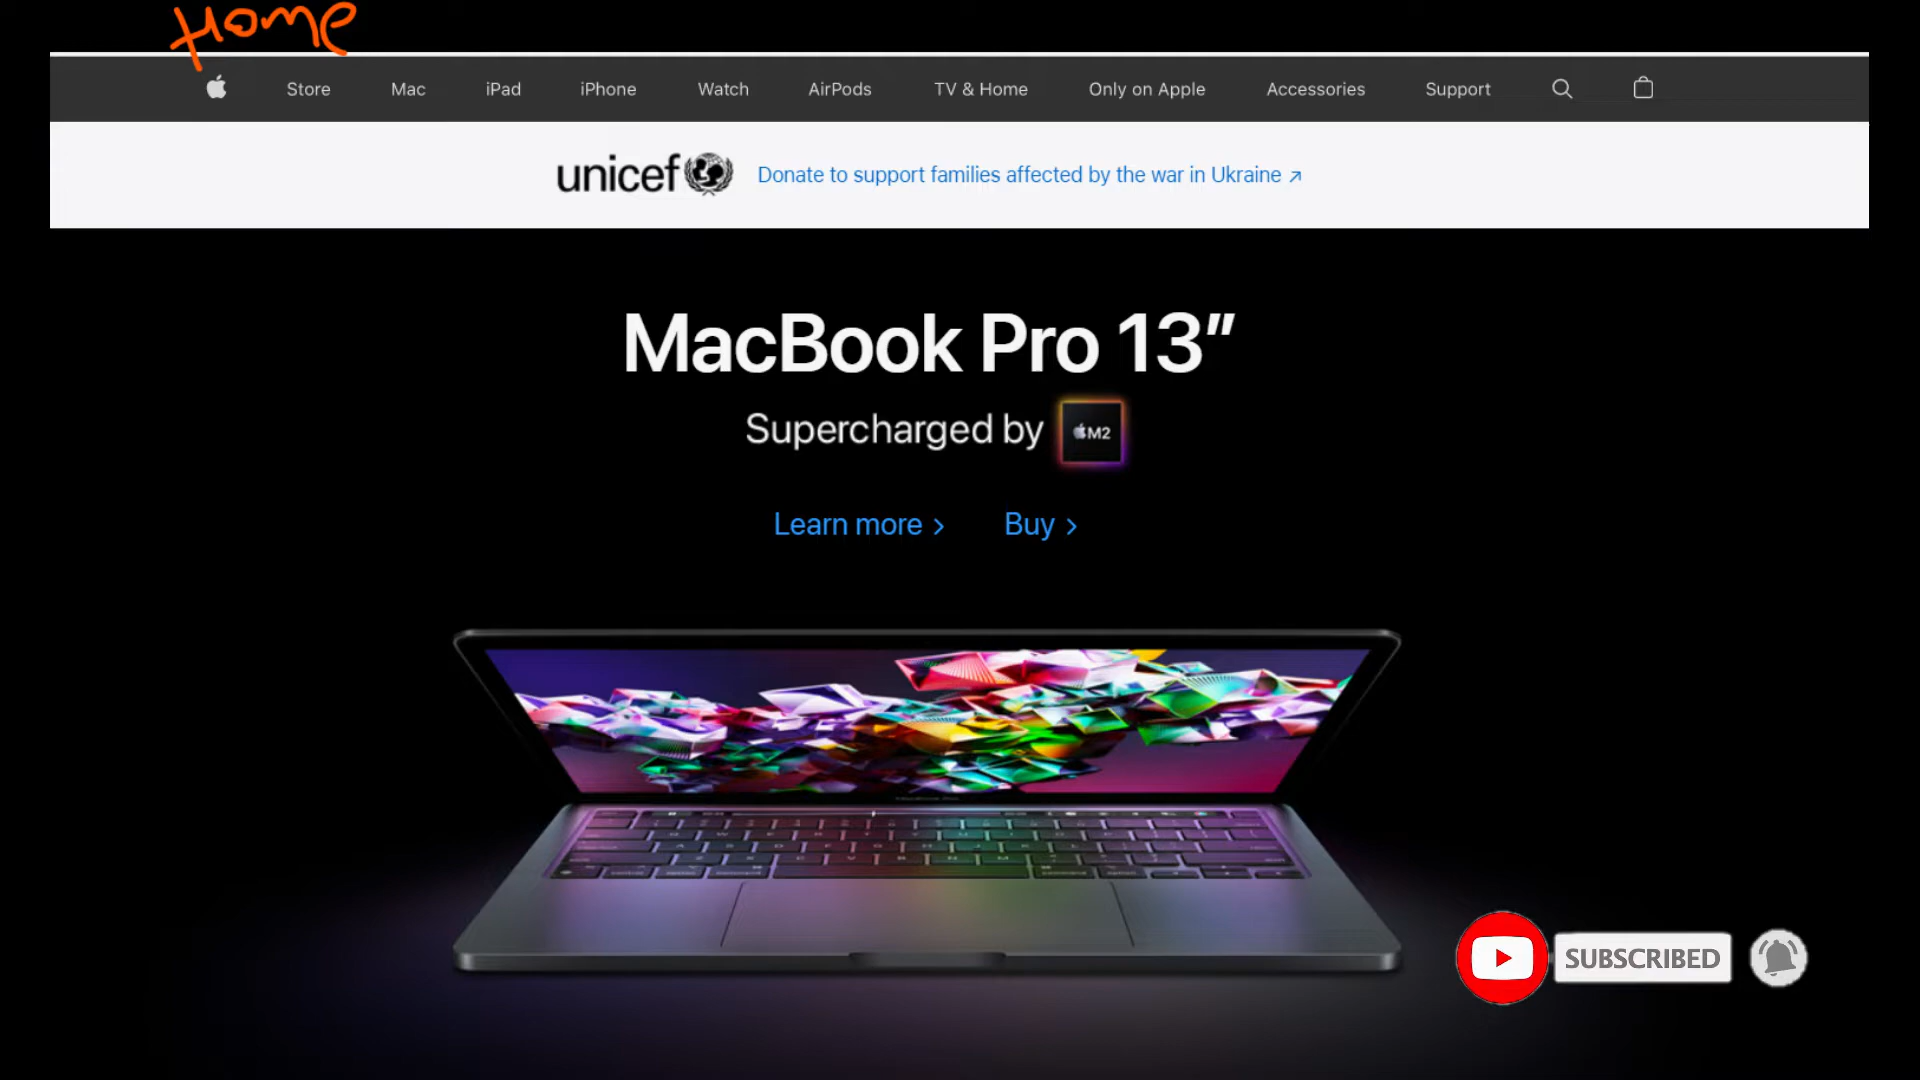 Home
Store Mac iPad iPhone Watch AirPods TV & Home Only on Apple Accessories Support
unicef Donate to support families affected by the war in Ukraine ↗
MacBook Pro 13”
Supercharged by M2
Learn more > Buy >
SUBSCRIBED